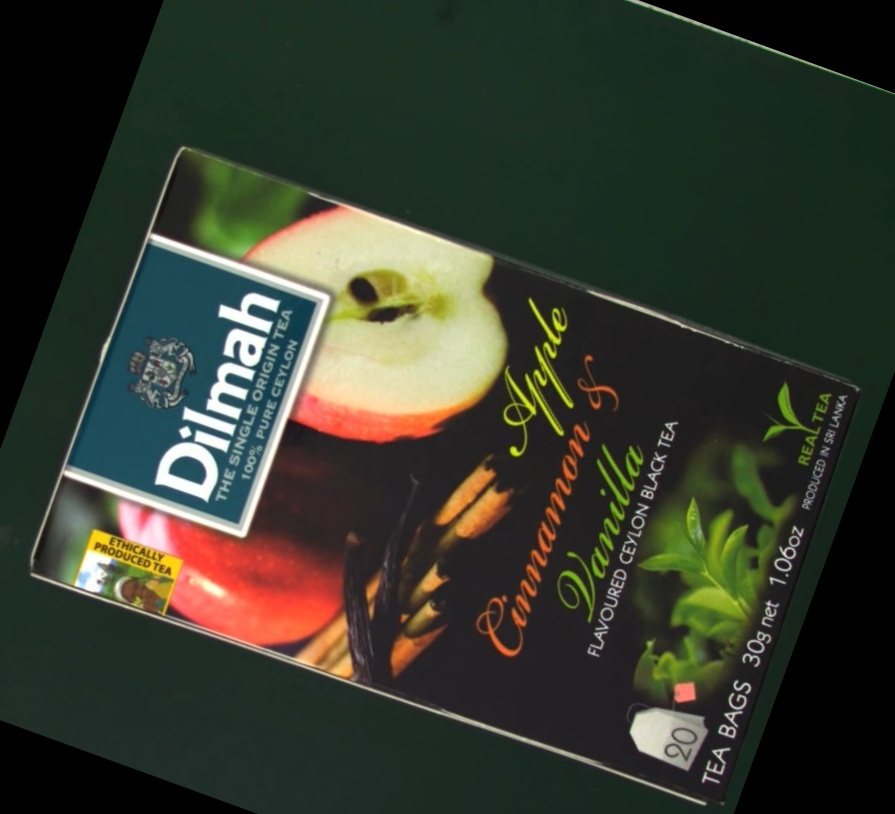 Dilmah
THE SINGLE ORIGIN TEA
100% PURE CEYLON
ETHICALLY
PRODUCED TEA
Apple
Cinnamon &
Vanilla
FLAVOURED CEYLON BLACK TEA
REAL TEA
PRODUCED IN SRI LANKA
20
TEA BAGS 30g net 1.06oz